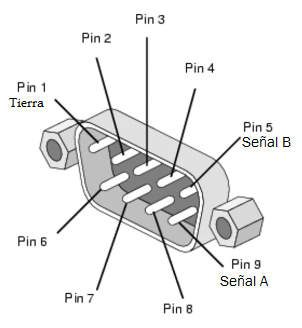 Pin 3
Pin 2
Pin 4
Pin 1
Tierra
Pin 5
Señal B
Pin 6
Pin 9
Señal A
Pin 7
Pin 8